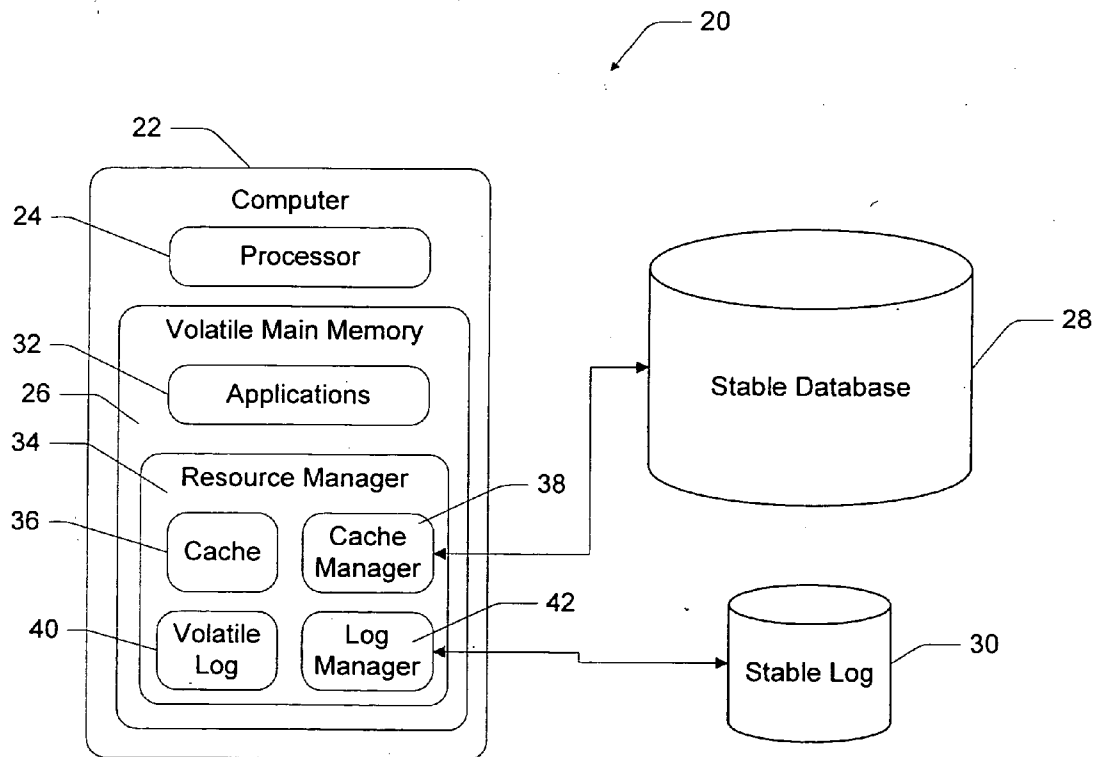 20
22
Computer
24
Processor
Volatile Main Memory
32
Applications
26
34
Resource Manager
38
36
Cache
Cache
Manager
40
Volatile
Log
42
Log
Manager
28
Stable Database
30
Stable Log